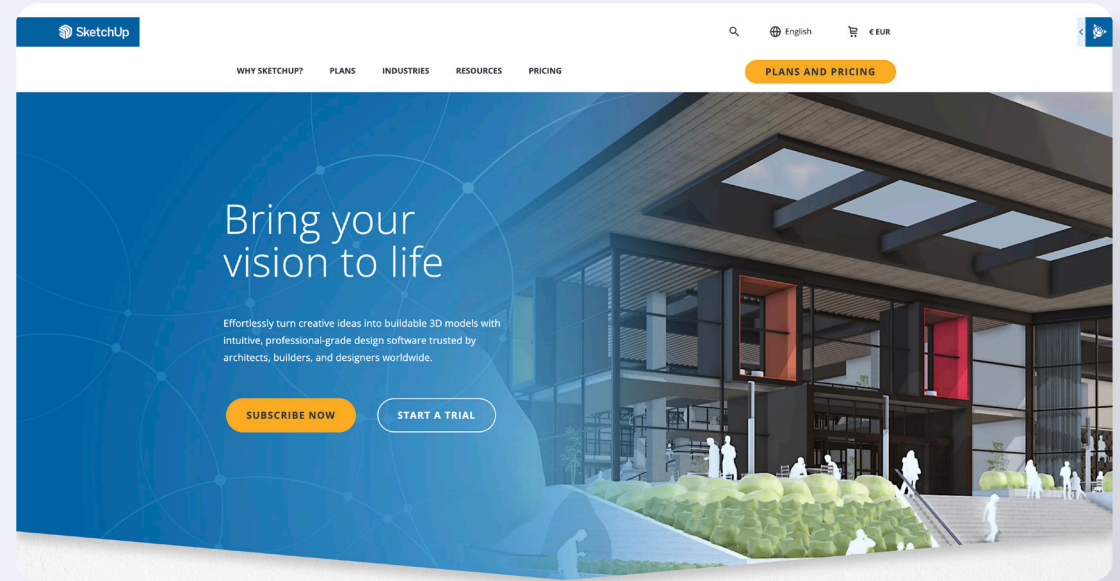 SketchUp
English
€ EUR
WHY SKETCHUP?
PLANS
INDUSTRIES
RESOURCES
PRICING
PLANS AND PRICING
Bring your
vision to life
Effortlessly turn creative ideas into buildable 3D models with
intuitive, professional-grade design software trusted by
architects, builders, and designers worldwide.
SUBSCRIBE NOW
START A TRIAL